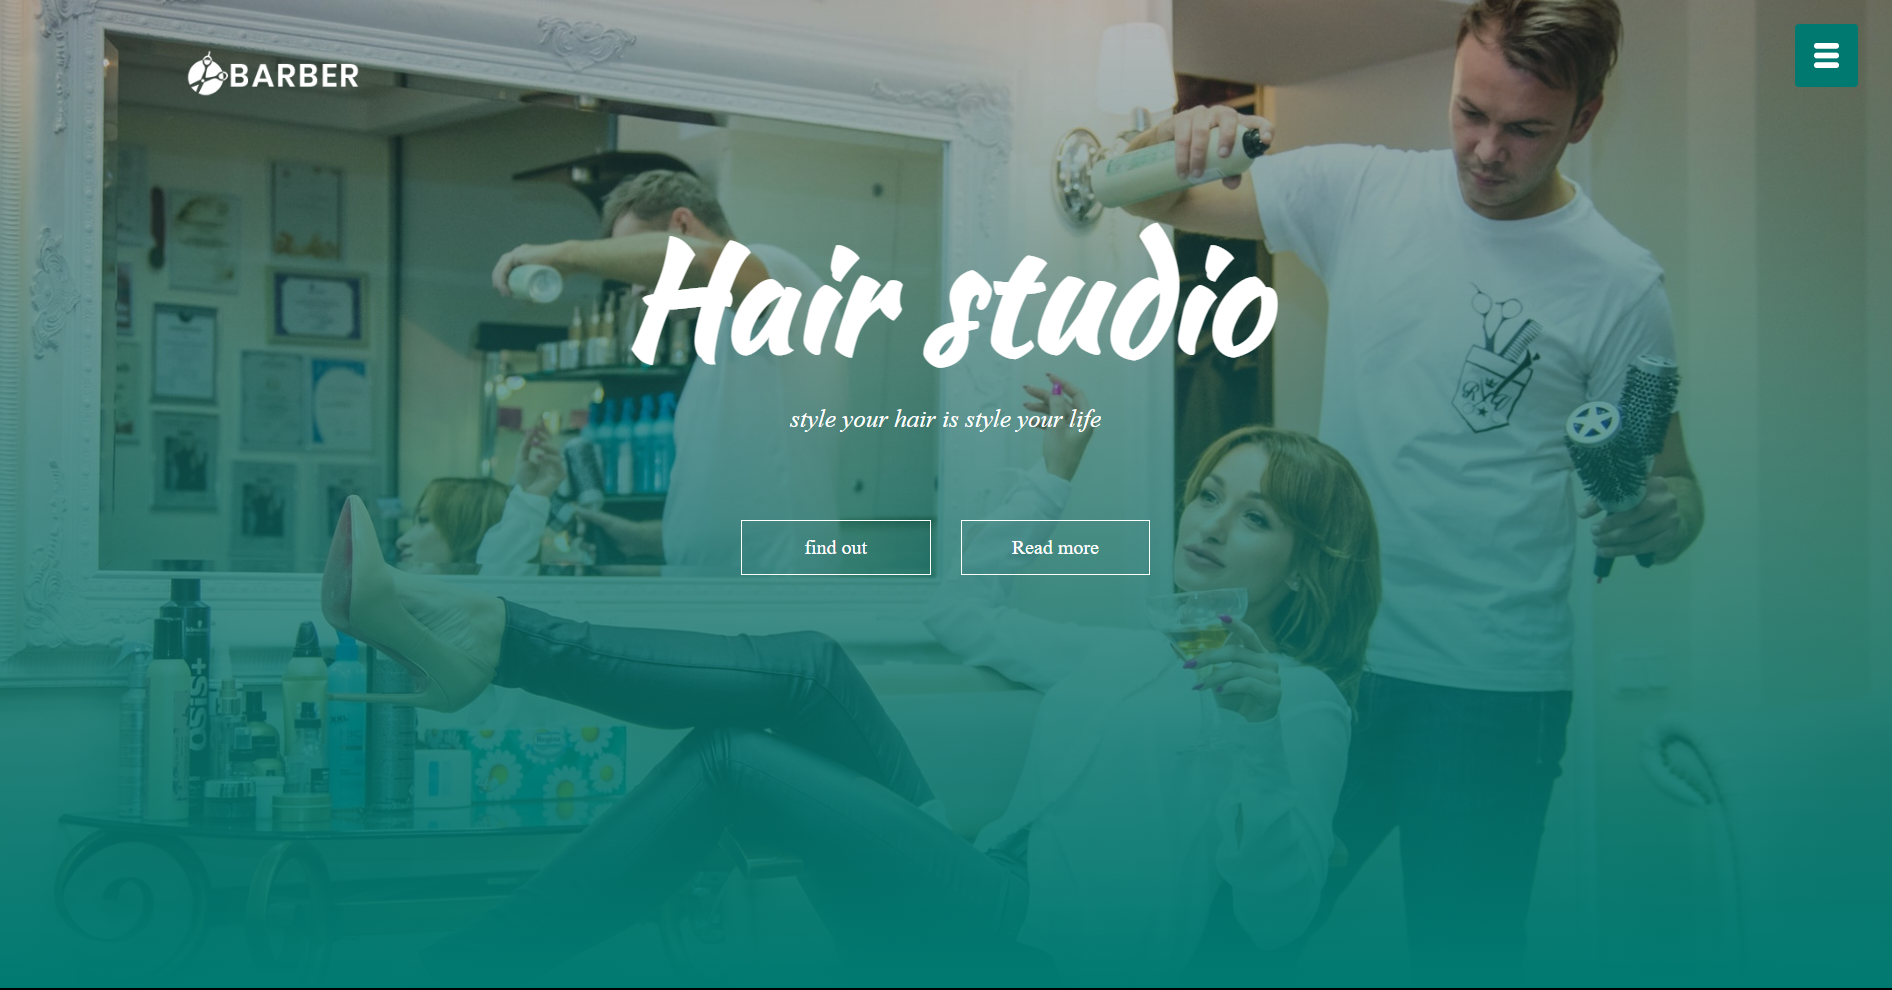 BARBER
Hair studio
style your hair is style your life
find out
Read more
OSiS+